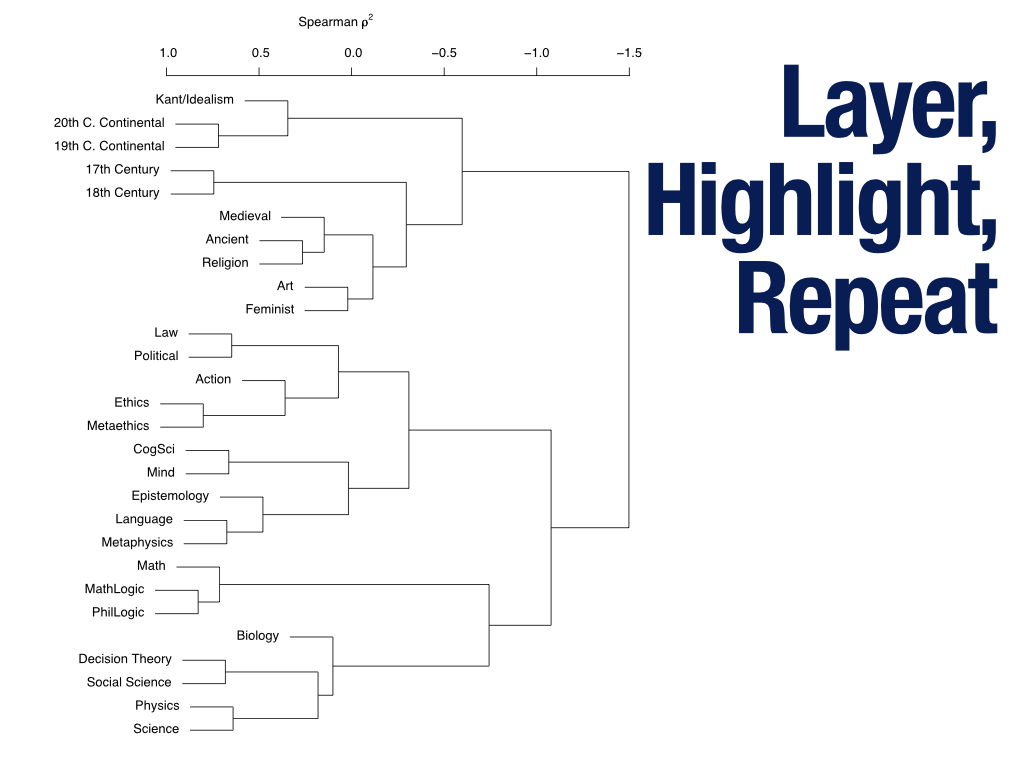 Spearman ρ2
1.0 0.5 0.0 −0.5 −1.0 −1.5
Layer,
Highlight,
Repeat
Kant/Idealism
20th C. Continental
19th C. Continental
17th Century
18th Century
Medieval
Ancient
Religion
Art
Feminist
Law
Political
Action
Ethics
Metaethics
CogSci
Mind
Epistemology
Language
Metaphysics
Math
MathLogic
PhilLogic
Biology
Decision Theory
Social Science
Physics
Science